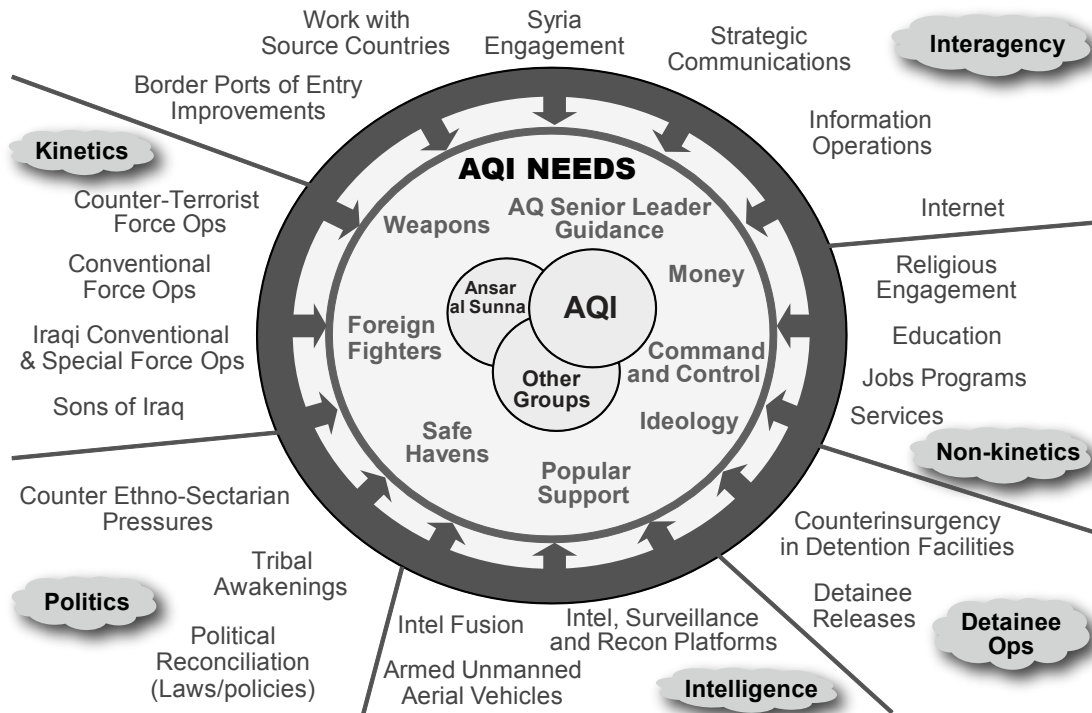 Work with
Source Countries
Syria
Engagement
Strategic
Communications
Interagency
Border Ports of Entry
Improvements
Information
Operations
Internet
Kinetics
Counter-Terrorist
Force Ops
Conventional
Force Ops
Iraqi Conventional
& Special Force Ops
Sons of Iraq
AQI NEEDS
Weapons
AQ Senior Leader
Guidance
Money
Ansar
al Sunna
AQI
Foreign
Fighters
Other
Groups
Command
and Control
Ideology
Safe
Havens
Popular
Support
Religious
Engagement
Education
Jobs Programs
Services
Non-kinetics
Counter Ethno-Sectarian
Pressures
Tribal
Awakenings
Politics
Political
Reconciliation
(Laws/policies)
Intel Fusion
Armed Unmanned
Aerial Vehicles
Intel, Surveillance
and Recon Platforms
Intelligence
Counterinsurgency
in Detention Facilities
Detainee
Releases
Detainee
Ops